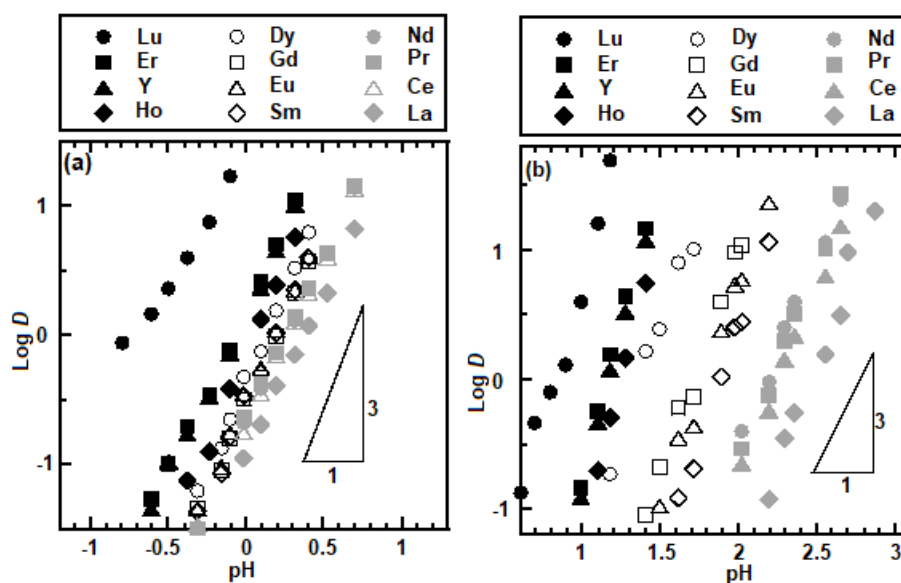 Lu Dy Nd
Er Gd Pr
Y Eu Ce
Ho Sm La
(a)
1
0
-1
Log D
-1 -0.5 0 0.5 1
pH
3
1
Lu Dy Nd
Er Gd Pr
Y Eu Ce
Ho Sm La
(b)
1
0
-1
Log D
1 1.5 2 2.5 3
pH
3
1